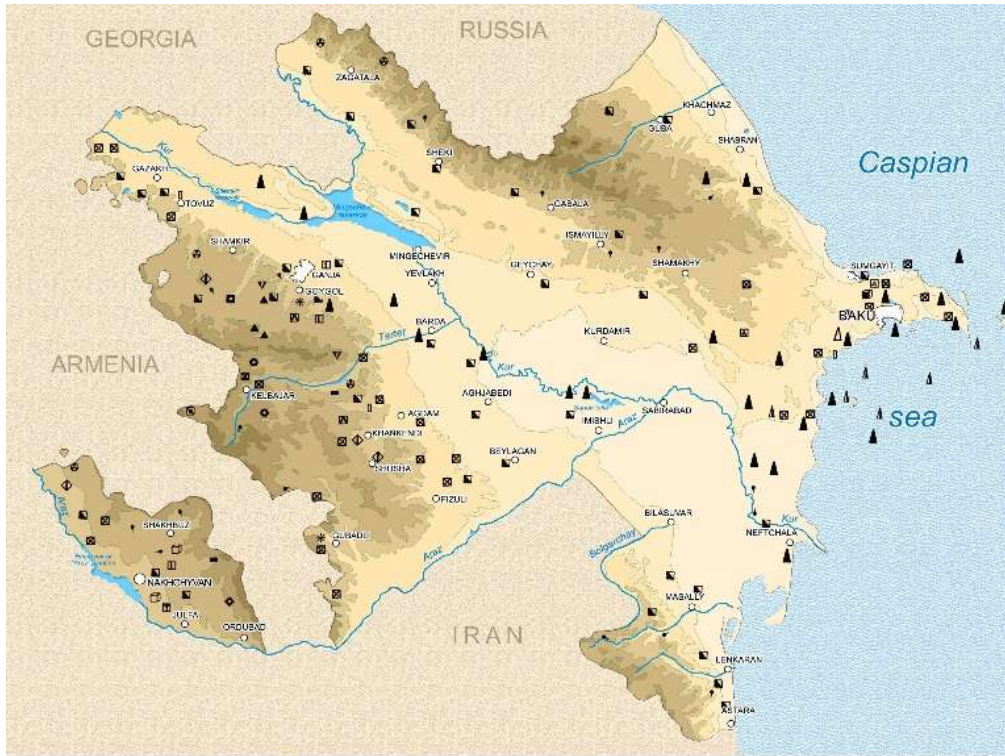 GEORGIA
RUSSIA
ZAGATALA
KHACHMAZ
GUBA
SHABRAN
Kür
GAZAKH
SHEKI
Caspian
TOVUZ
GABALA
SHAMKIR
ISMAYILLY
MINGECHEVIR
GANJA
YEVLAKH
GEYCHAY
SHAMAKHY
SUMGAYIT
GOYGOL
BAKU
BARDA
Terter
KURDAMIR
Kur
ARMENIA
KELBAJAR
AGHJABEDI
SABIRABAD
AGDAM
Araz
sea
IMISHLI
KHANKENDI
SHUSHA
BEYLAGAN
FIZULI
Araz
BILASUVAR
SHAKHBUZ
Kur
GUBADLI
NEFTCHALA
Araz
Bolgarchay
NAKHCHYVAN
MASALLY
JULFA
ORDUBAD
IRAN
LENKARAN
ASTARA